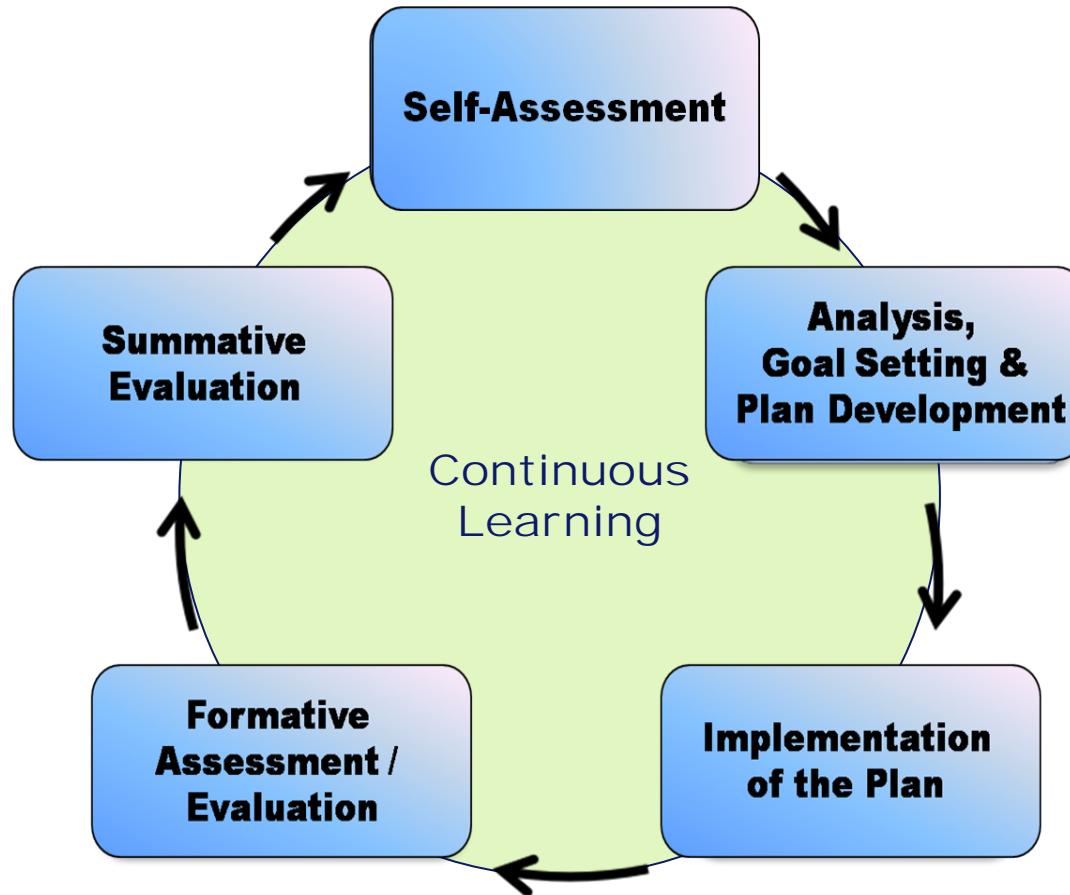 Self-Assessment
Analysis,
Goal Setting &
Plan Development
Implementation
of the Plan
Formative
Assessment /
Evaluation
Summative
Evaluation
Continuous
Learning